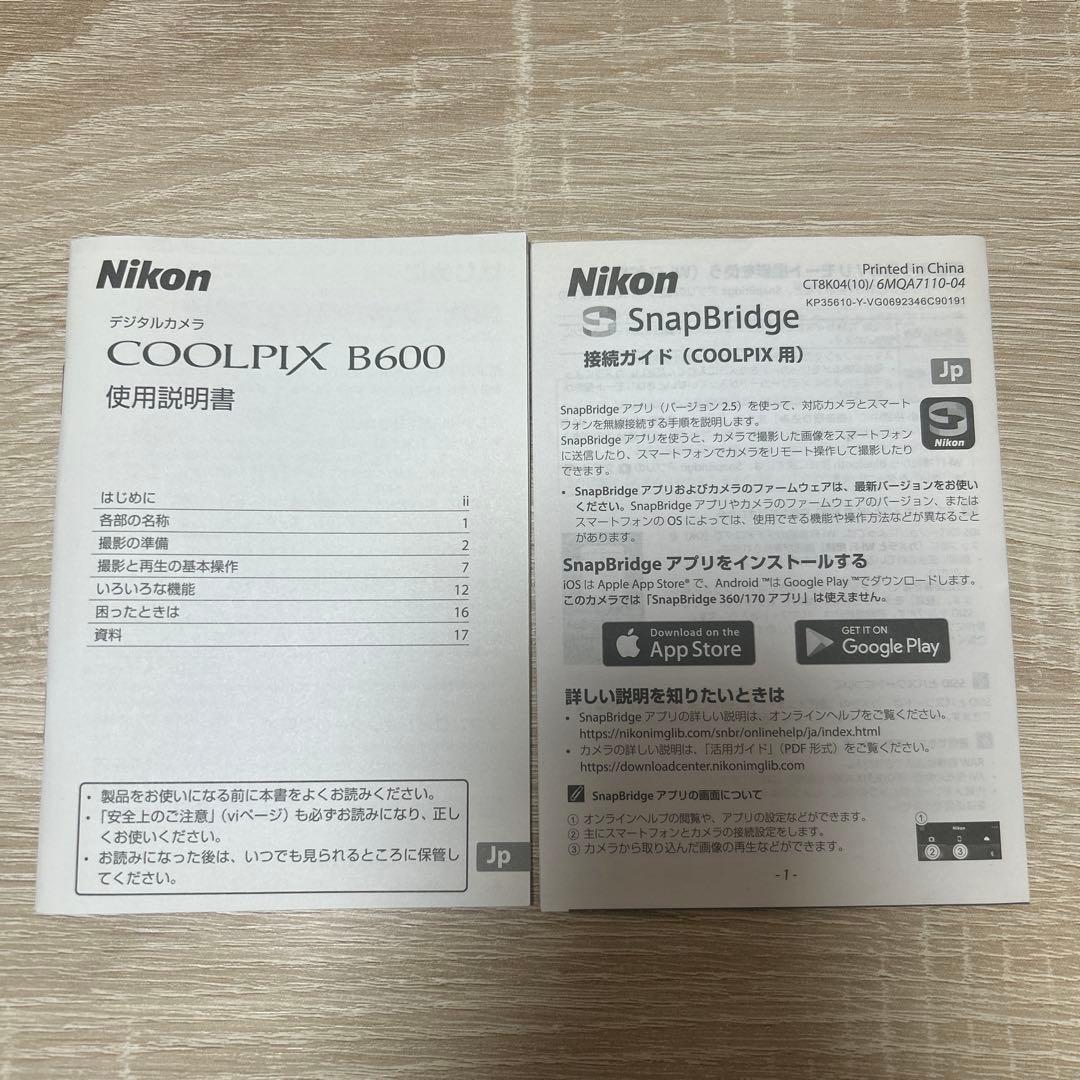 Nikon
デジタルカメラ
COOLPIX B600
使用説明書
はじめに ii
各部の名称 1
撮影の準備 2
撮影と再生の基本操作 7
いろいろな機能 12
困ったときは 16
資料 17
・ 製品をお使いになる前に本書をよくお読みください。
・ 「安全上のご注意」(viページ)も必ずお読みになり、正し
くお使いください。
・ お読みになった後は、いつでも見られるところに保管し
てください。
Jp
Nikon
Printed in China
CT8K04(10)/ 6MQA7110-04
KP35610-Y-VG0692346C90191
SnapBridge
接続ガイド(COOLPIX 用)
Jp
SnapBridge アプリ(バージョン 2.5)を使って、対応カメラとスマート
フォンを無線接続する手順を説明します。
SnapBridge アプリを使うと、カメラで撮影した画像をスマートフォン
に送信したり、スマートフォンでカメラをリモート操作して撮影したり
できます。
Nikon
• SnapBridge アプリおよびカメラのファームウェアは、最新バージョンをお使い
ください。SnapBridge アプリやカメラのファームウェアのバージョン、または
スマートフォンの OS によっては、使用できる機能や操作方法などが異なること
があります。
SnapBridge アプリをインストールする
iOS は Apple App Store® で、Android ™は Google Play ™でダウンロードします。
このカメラでは「SnapBridge 360/170 アプリ」は使えません。
Download on the
App Store
GET IT ON
Google Play
詳しい説明を知りたいときは
• SnapBridge アプリの詳しい説明は、オンラインヘルプをご覧ください。
https://nikonimglib.com/snbr/onlinehelp/ja/index.html
• カメラの詳しい説明は、「活用ガイド」(PDF 形式)をご覧ください。
https://downloadcenter.nikonimglib.com
SnapBridge アプリの画面について
① オンラインヘルプの閲覧や、アプリの設定などができます。
② 主にスマートフォンとカメラの接続設定をします。
③ カメラから取り込んだ画像の再生などができます。
①
Nikon
② ③
- 1 -